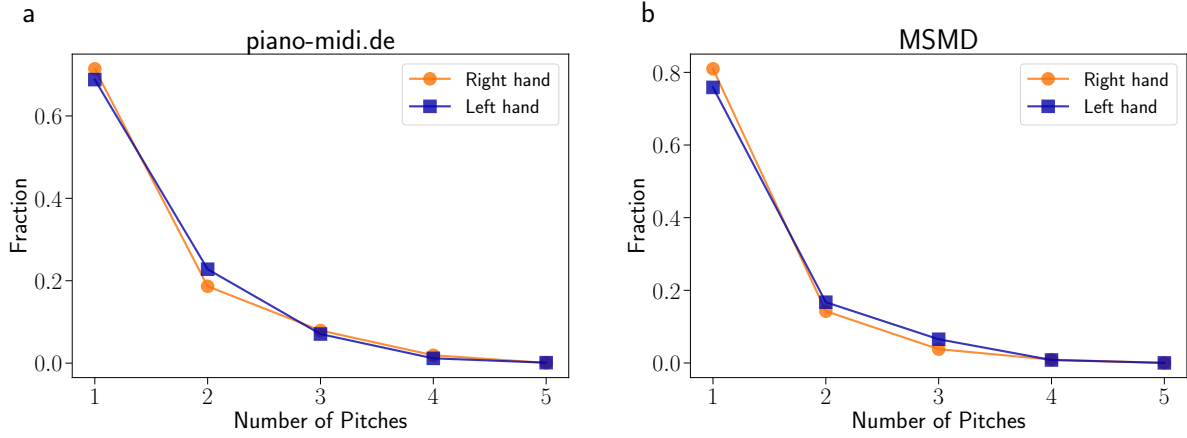 a
piano-midi.de
Right hand
Left hand
0.6
0.4
0.2
0.0
Fraction
1 2 3 4 5
Number of Pitches
b
MSMD
Right hand
Left hand
0.8
0.6
0.4
0.2
0.0
Fraction
1 2 3 4 5
Number of Pitches